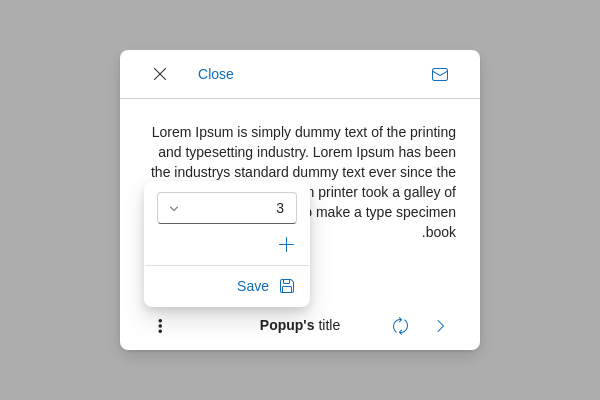 Close
Lorem Ipsum is simply dummy text of the printing
and typesetting industry. Lorem Ipsum has been
the industrys standard dummy text ever since the
printer took a galley of
make a type specimen
.book
3
Save
Popup's title